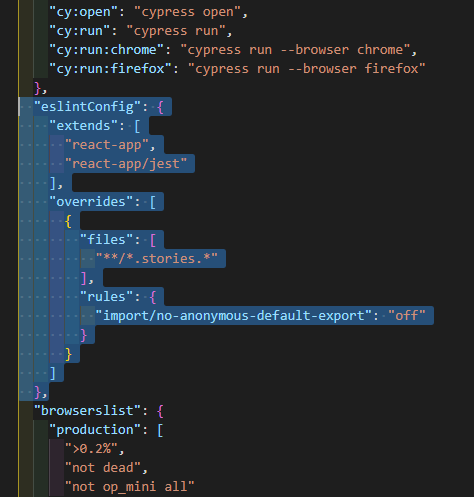 "cy:open": "cypress open",
"cy:run": "cypress run",
"cy:run:chrome": "cypress run --browser chrome",
"cy:run:firefox": "cypress run --browser firefox"
},
"eslintConfig": {
"extends": [
"react-app",
"react-app/jest"
],
"overrides": [
{
"files": [
"**/*.stories.*"
],
"rules": {
"import/no-anonymous-default-export": "off"
}
}
]
},
"browserslist": {
"production": [
">0.2%",
"not dead",
"not op_mini all"